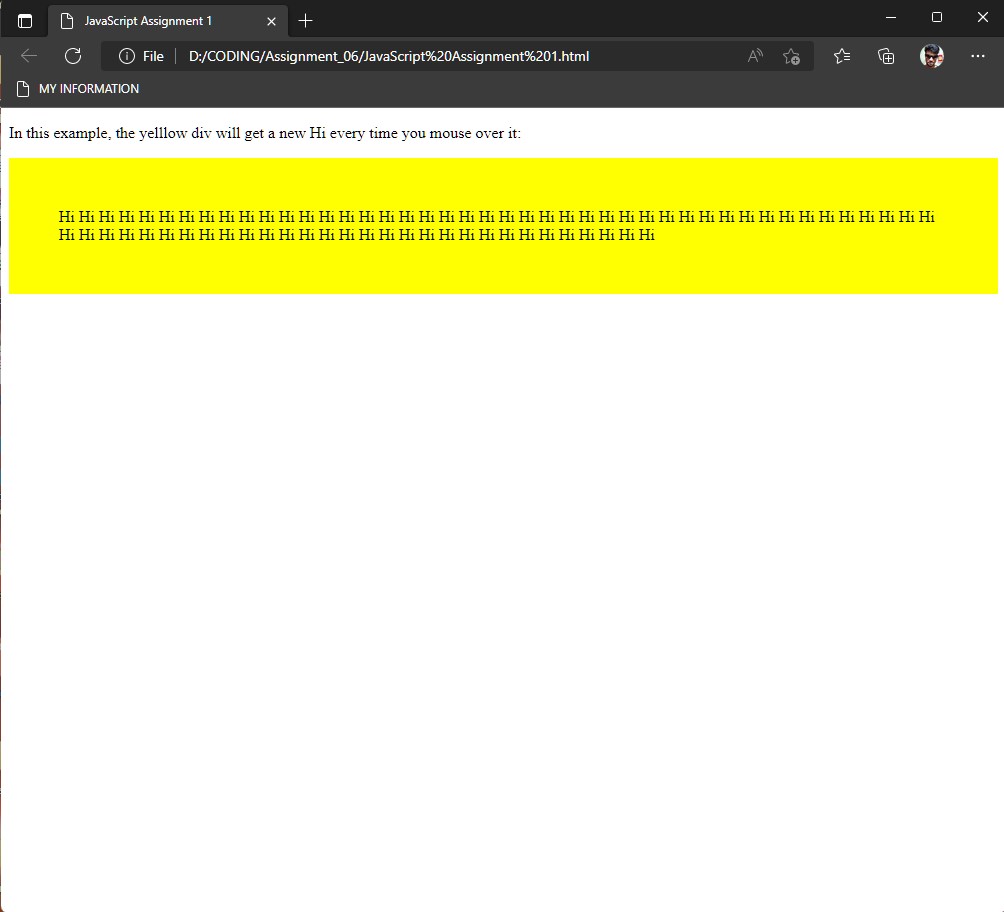 JavaScript Assignment 1
File D:/CODING/Assignment_06/JavaScript%20Assignment%201.html
MY INFORMATION
In this example, the yelllow div will get a new Hi every time you mouse over it:
Hi Hi Hi Hi Hi Hi Hi Hi Hi Hi Hi Hi Hi Hi Hi Hi Hi Hi Hi Hi Hi Hi Hi Hi Hi Hi Hi Hi Hi Hi Hi Hi Hi Hi Hi Hi Hi Hi Hi Hi Hi Hi Hi Hi
Hi Hi Hi Hi Hi Hi Hi Hi Hi Hi Hi Hi Hi Hi Hi Hi Hi Hi Hi Hi Hi Hi Hi Hi Hi Hi Hi Hi Hi Hi